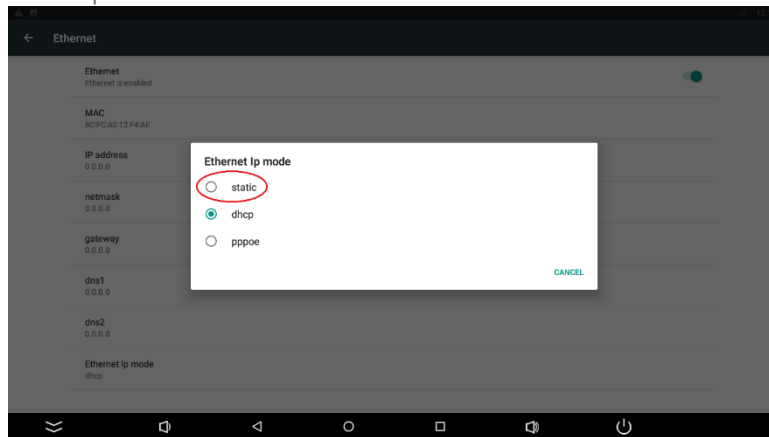 Ethernet
Ethernet
Ethernet is enabled
MAC
8C:FC:A0:12:F4:AE
IP address
0.0.0.0
netmask
0.0.0.0
gateway
0.0.0.0
dns1
0.0.0.0
dns2
0.0.0.0
Ethernet Ip mode
dhcp
Ethernet Ip mode
static
dhcp
pppoe
CANCEL